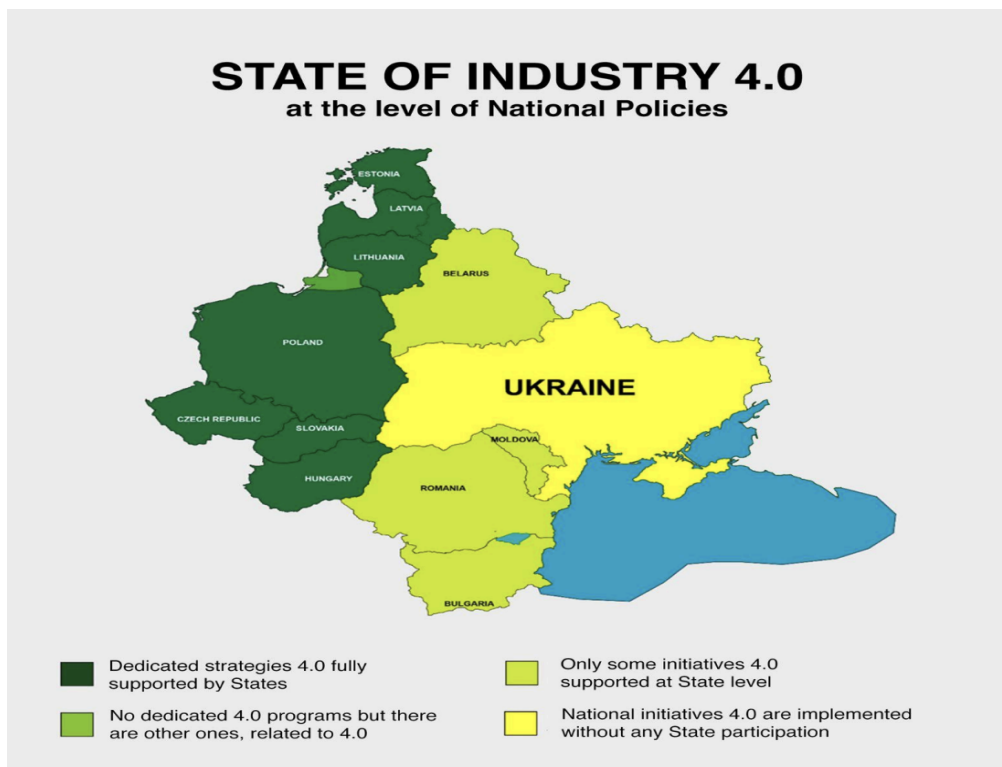 STATE OF INDUSTRY 4.0
at the level of National Policies
ESTONIA
LATVIA
LITHUANIA
BELARUS
POLAND
UKRAINE
CZECH REPUBLIC
SLOVAKIA
MOLDOVA
HUNGARY
ROMANIA
BULGARIA
Dedicated strategies 4.0 fully
supported by States
No dedicated 4.0 programs but there
are other ones, related to 4.0
Only some initiatives 4.0
supported at State level
National initiatives 4.0 are implemented
without any State participation